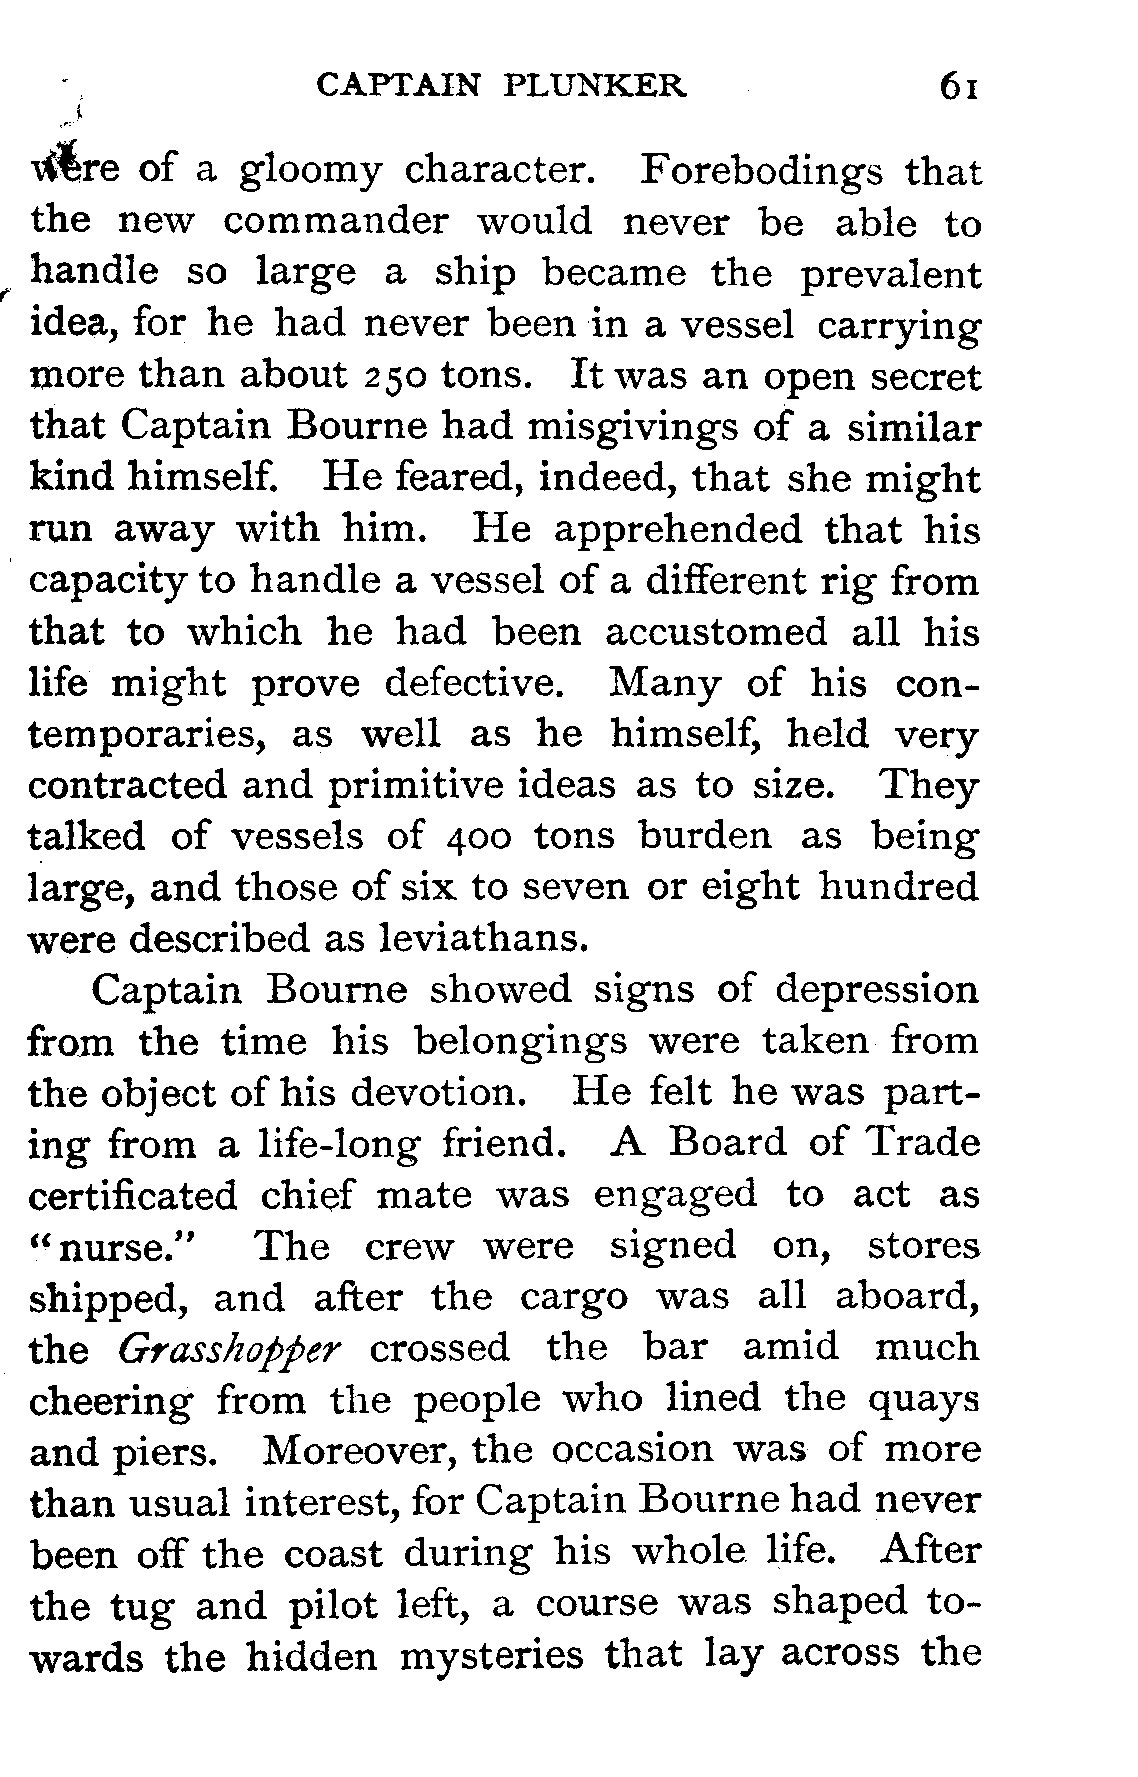 CAPTAIN PLUNKER 61
were of a gloomy character. Forebodings that
the new commander would never be able to
handle so large a ship became the prevalent
idea, for he had never been in a vessel carrying
more than about 250 tons. It was an open secret
that Captain Bourne had misgivings of a similar
kind himself. He feared, indeed, that she might
run away with him. He apprehended that his
capacity to handle a vessel of a different rig from
that to which he had been accustomed all his
life might prove defective. Many of his con-
temporaries, as well as he himself, held very
contracted and primitive ideas as to size. They
talked of vessels of 400 tons burden as being
large, and those of six to seven or eight hundred
were described as leviathans.
Captain Bourne showed signs of depression
from the time his belongings were taken from
the object of his devotion. He felt he was part-
ing from a life-long friend. A Board of Trade
certificated chief mate was engaged to act as
“nurse.” The crew were signed on, stores
shipped, and after the cargo was all aboard,
the Grasshopper crossed the bar amid much
cheering from the people who lined the quays
and piers. Moreover, the occasion was of more
than usual interest, for Captain Bourne had never
been off the coast during his whole life. After
the tug and pilot left, a course was shaped to-
wards the hidden mysteries that lay across the